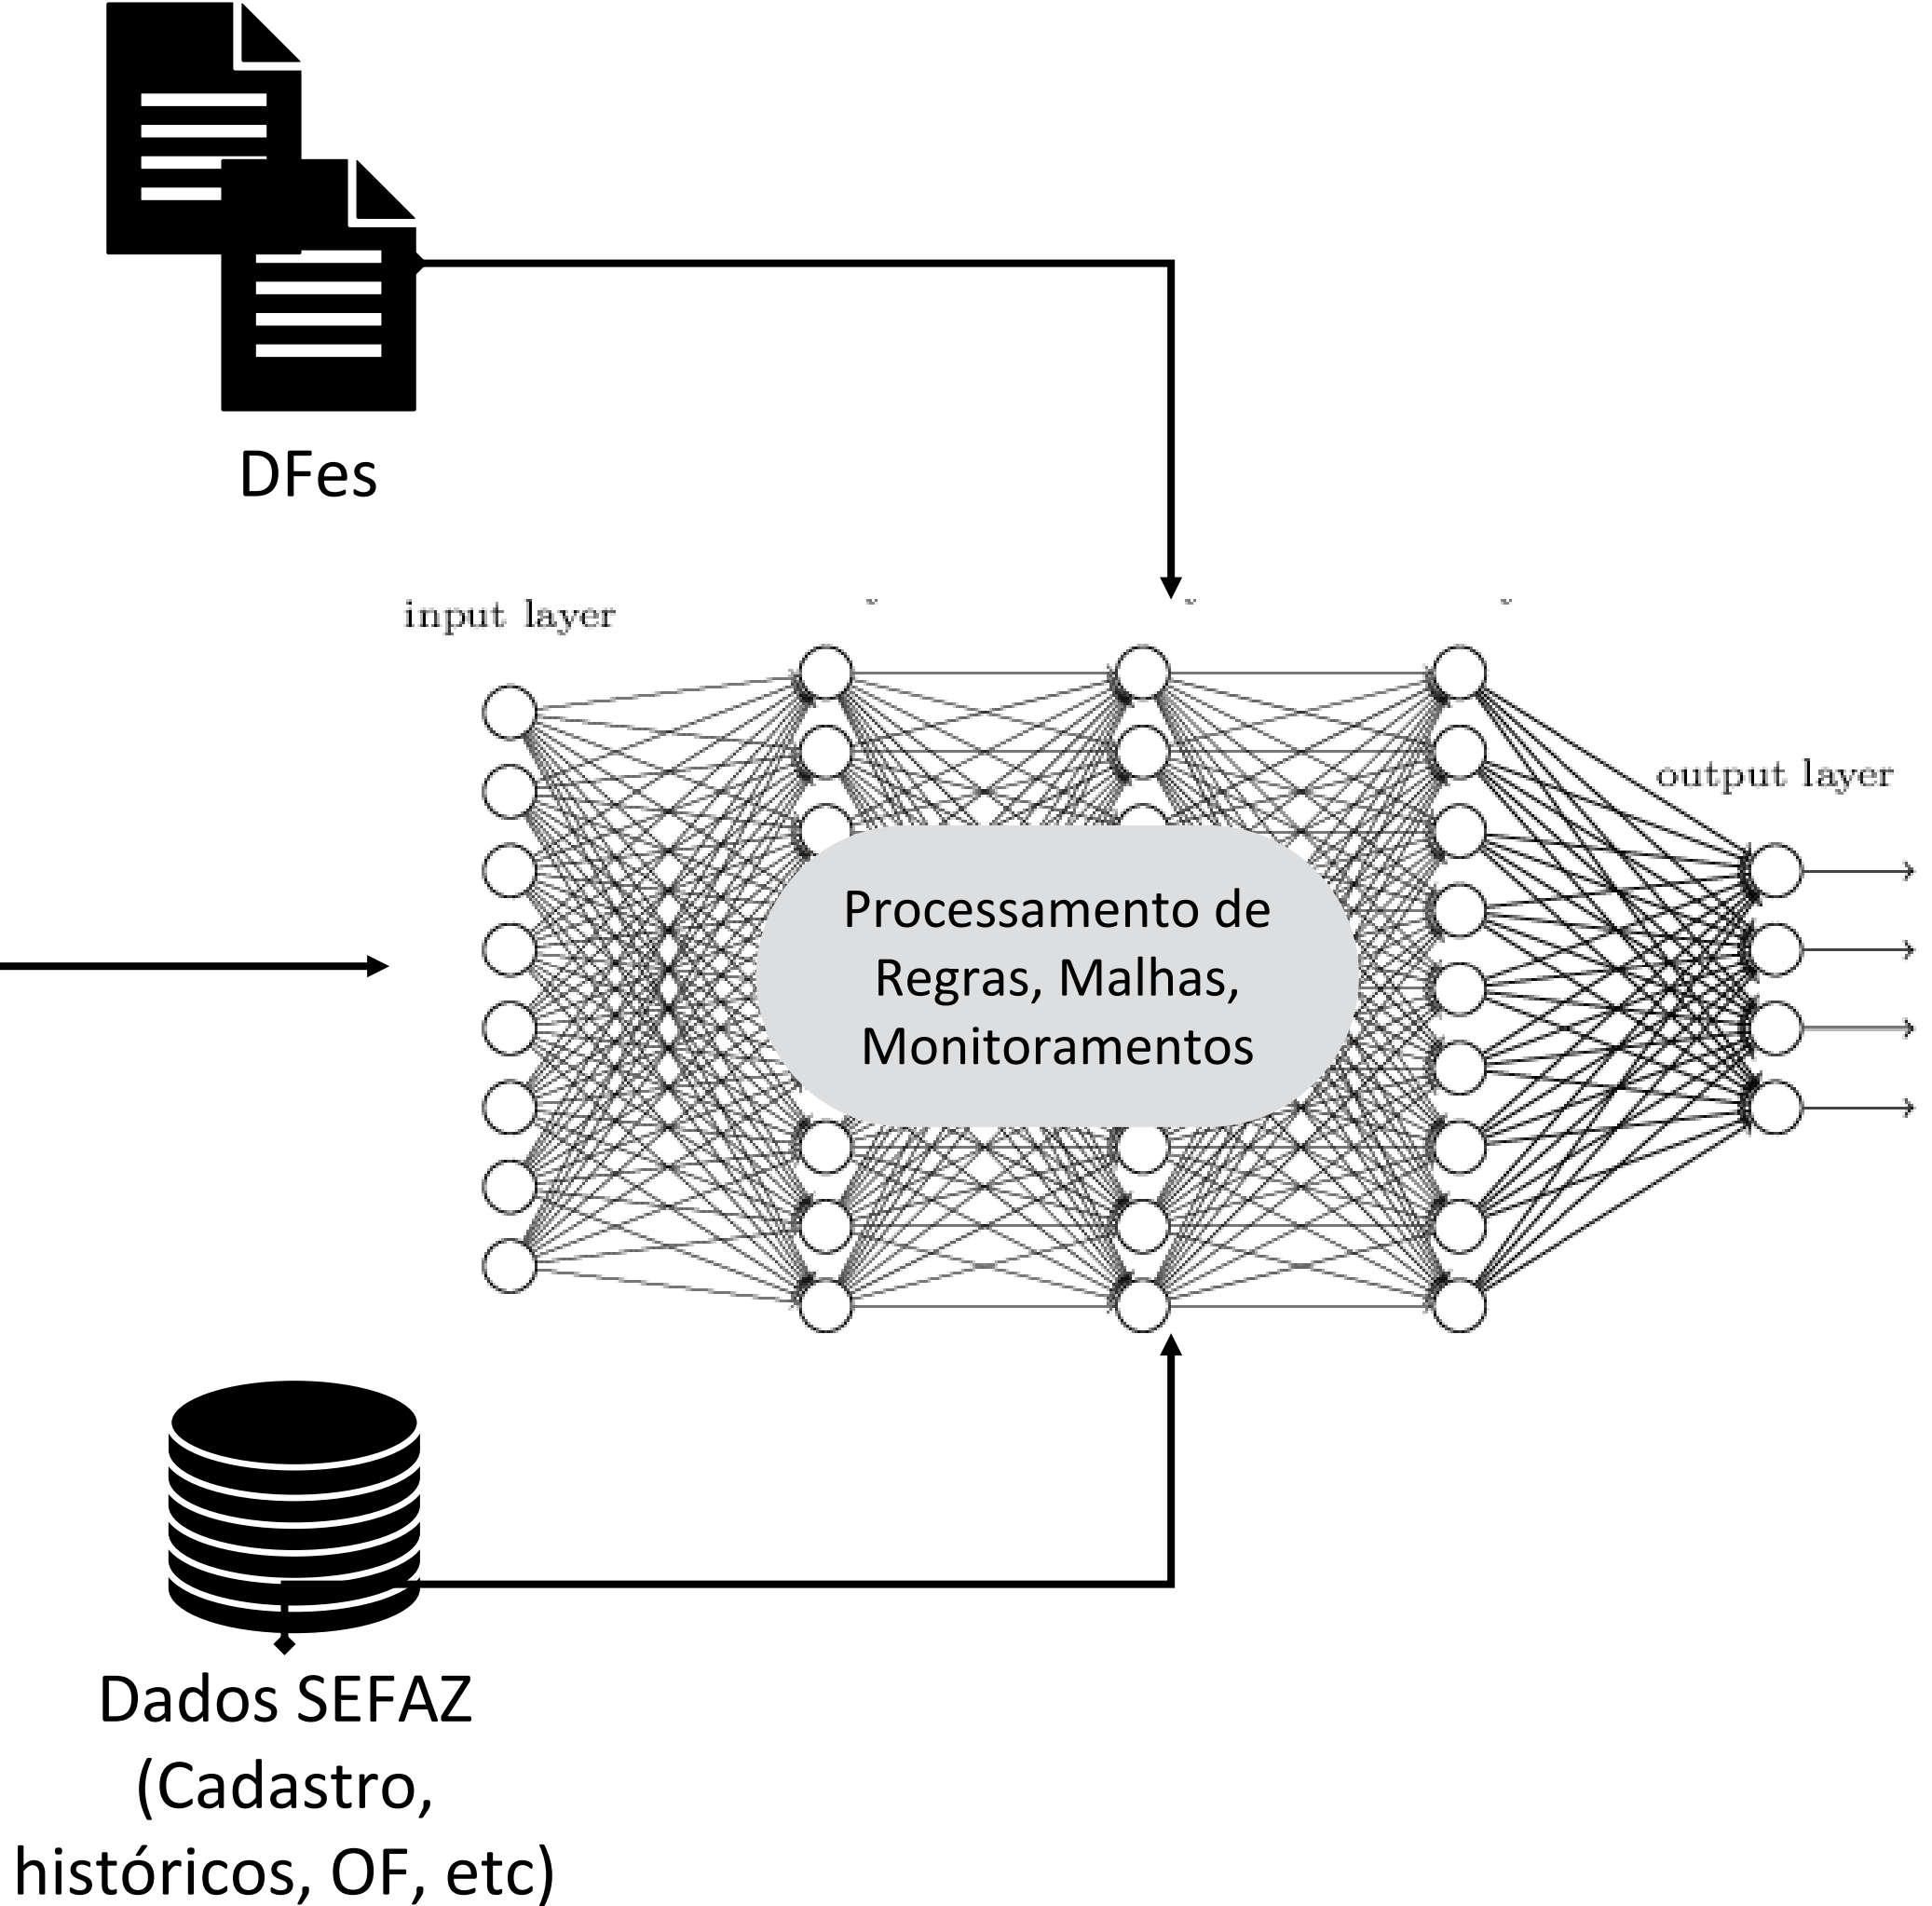 DFes
input layer
output layer
Processamento de
Regras, Malhas,
Monitoramentos
Dados SEFAZ
(Cadastro,
históricos, OF, etc)